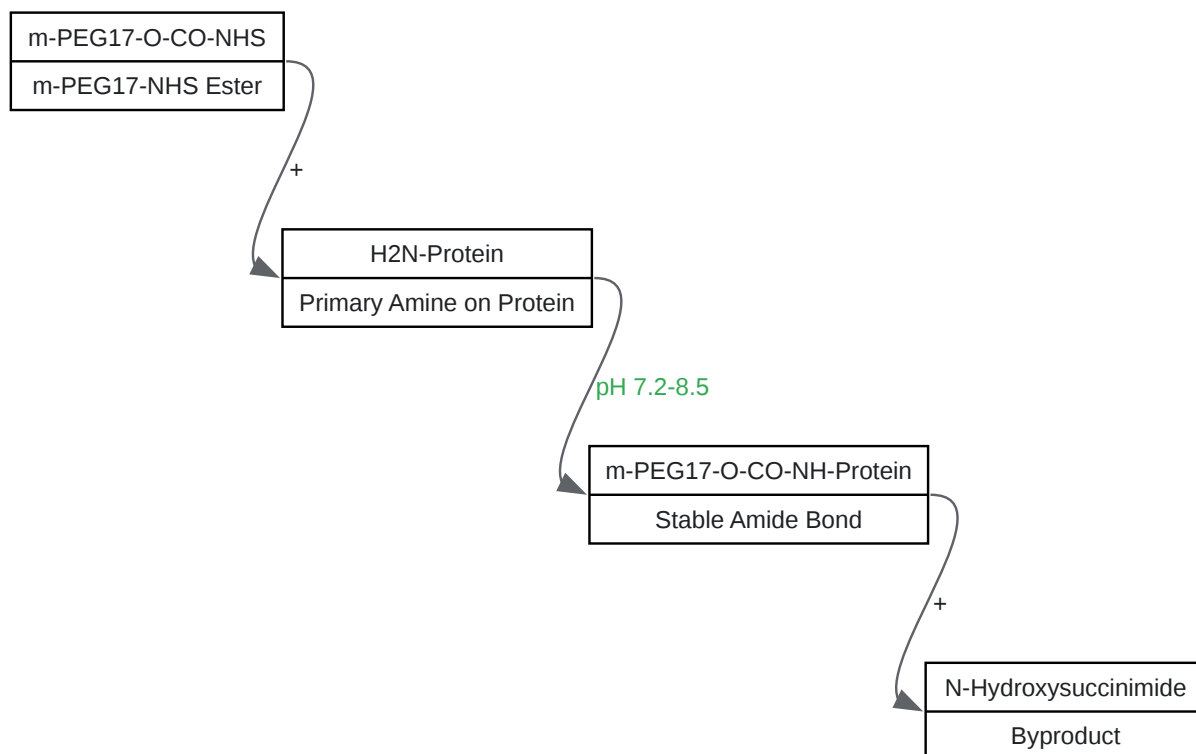 m-PEG17-O-CO-NHS
m-PEG17-NHS Ester
+
H2N-Protein
Primary Amine on Protein
pH 7.2-8.5
m-PEG17-O-CO-NH-Protein
Stable Amide Bond
+
N-Hydroxysuccinimide
Byproduct